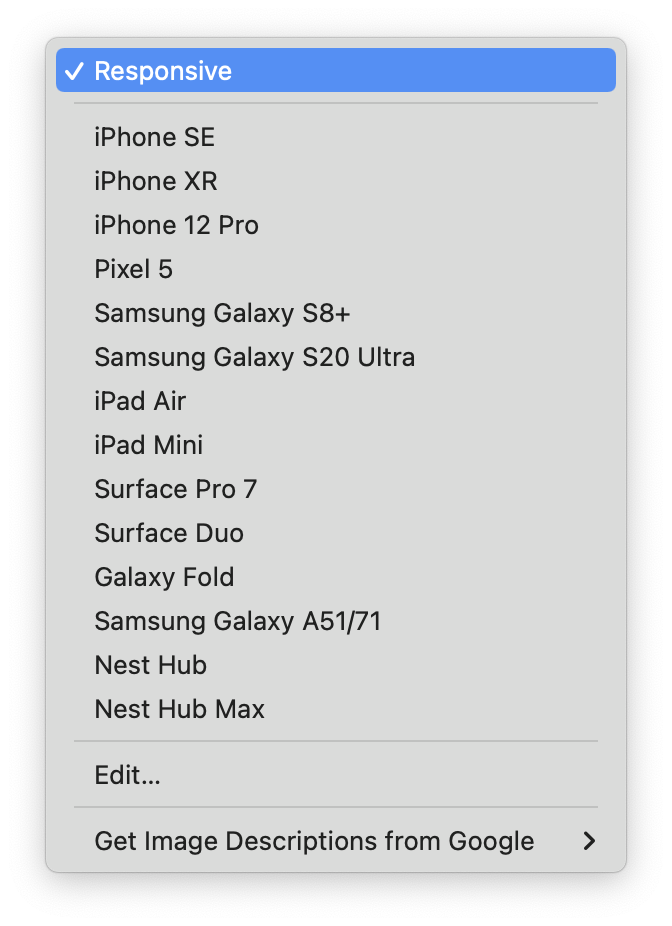 Responsive
iPhone SE
iPhone XR
iPhone 12 Pro
Pixel 5
Samsung Galaxy S8+
Samsung Galaxy S20 Ultra
iPad Air
iPad Mini
Surface Pro 7
Surface Duo
Galaxy Fold
Samsung Galaxy A51/71
Nest Hub
Nest Hub Max
Edit...
Get Image Descriptions from Google